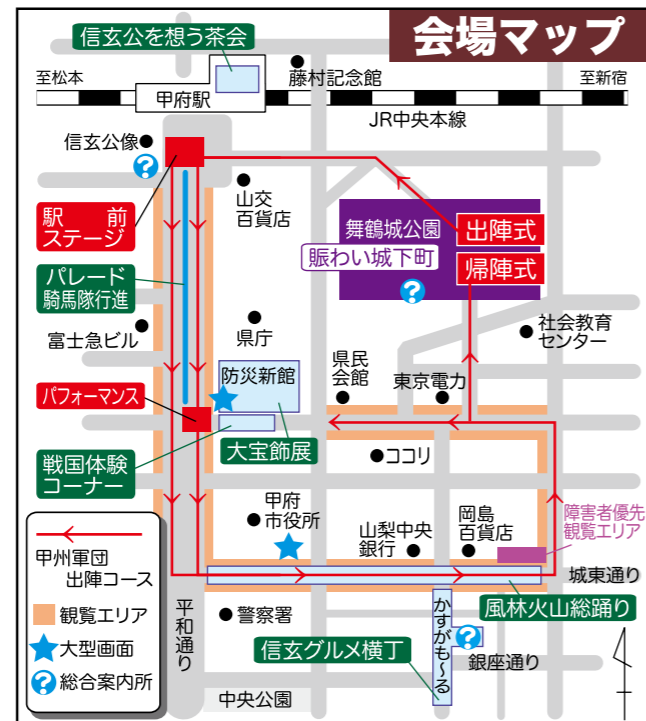 会場マップ
信玄公を想う茶会
藤村記念館
至松本
甲府駅
至新宿
JR中央本線
信玄公像
?
山交
百貨店
駅 前
ステージ
舞鶴城公園
出陣式
賑わい城下町
帰陣式
?
パレード
騎馬隊行進
富士急ビル
県庁
社会教育
センター
防災新館
県民
会館
東京電力
パフォーマンス
大宝飾展
戦国体験
コーナー
ココリ
甲府
市役所
山梨中央
銀行
岡島
百貨店
障害者優先
観覧エリア
甲州軍団
出陣コース
観覧エリア
大型画面
?総合案内所
平和通り
城東通り
風林火山総踊り
警察署
かすがも〜る
信玄グルメ横丁
?
銀座通り
中央公園